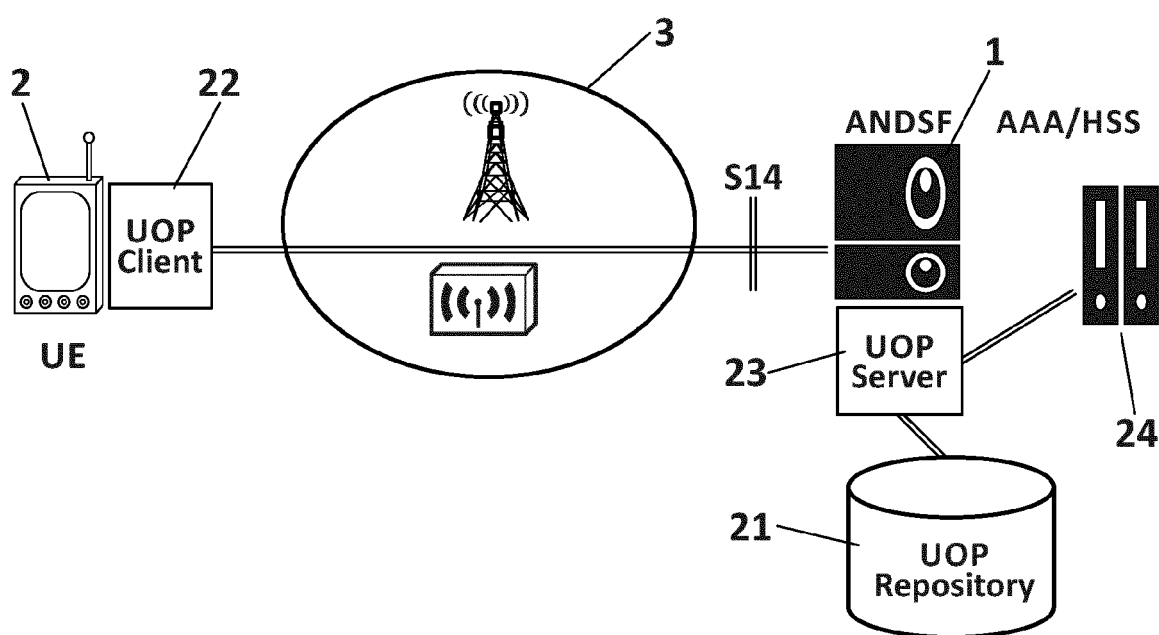 3
1
2
22
ANDSF
AAA/HSS
S14
UOP
Client
UE
23
UOP
Server
24
21
UOP
Repository